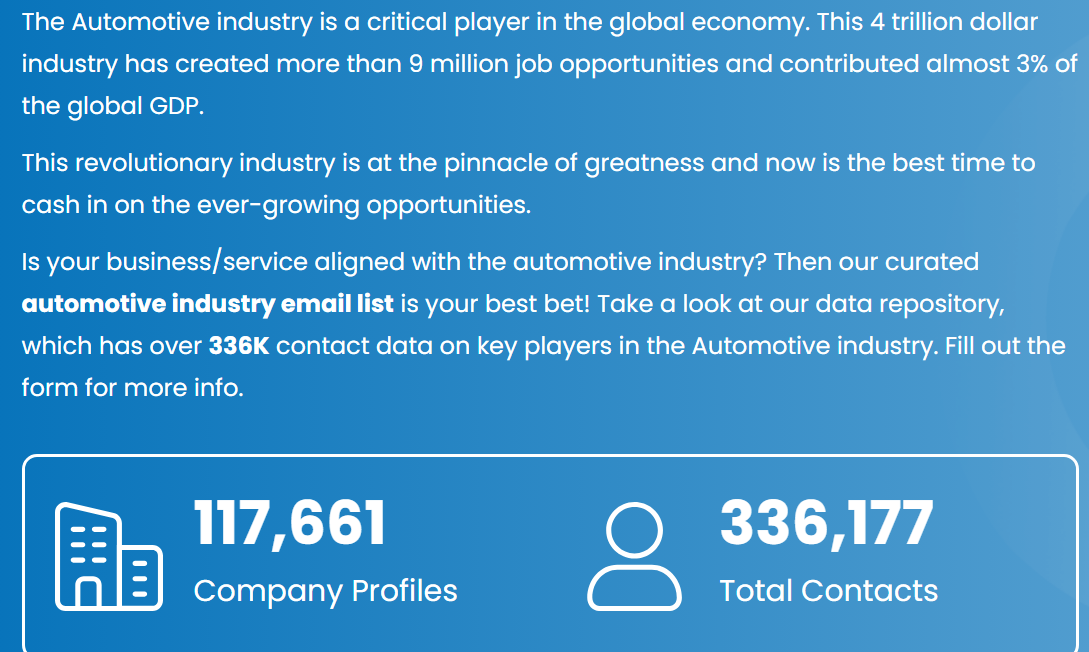 The Automotive industry is a critical player in the global economy. This 4 trillion dollar
industry has created more than 9 million job opportunities and contributed almost 3% of
the global GDP.
This revolutionary industry is at the pinnacle of greatness and now is the best time to
cash in on the ever-growing opportunities.
Is your business/service aligned with the automotive industry? Then our curated
automotive industry email list is your best bet! Take a look at our data repository,
which has over 336K contact data on key players in the Automotive industry. Fill out the
form for more info.
117,661
Company Profiles
336,177
Total Contacts